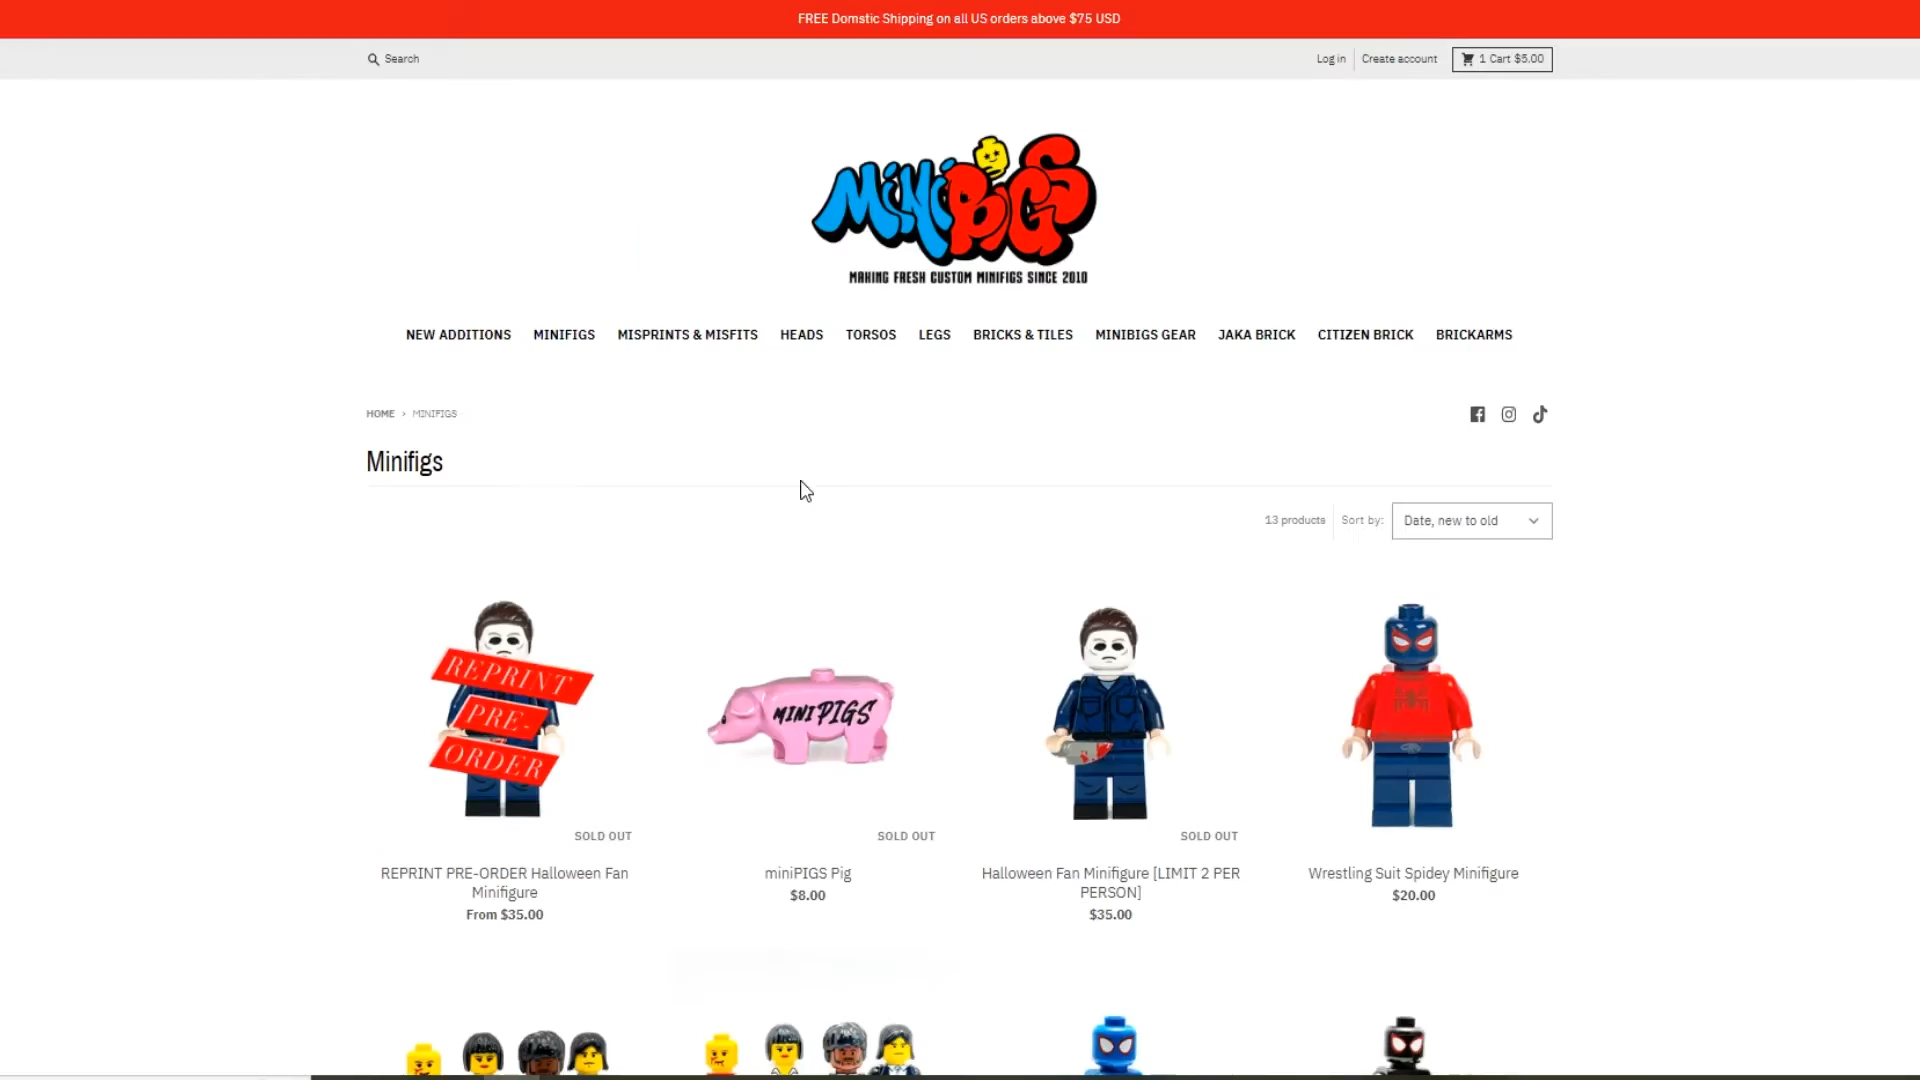 FREE Domstic Shipping on all US orders above $75 USD
Search
Log in
Create account
1 Cart $5.00
MiNiBiGS
MAKING FRESH CUSTOM MINIFIGS SINCE 2010
NEW ADDITIONS
MINIFIGS
MISPRINTS & MISFITS
HEADS
TORSOS
LEGS
BRICKS & TILES
MINIBIGS GEAR
JAKA BRICK
CITIZEN BRICK
BRICKARMS
HOME › MINIFIGS
Minifigs
13 products
Sort by:
Date, new to old
REPRINT
PRE-
ORDER
MINIPIGS
SOLD OUT
SOLD OUT
SOLD OUT
REPRINT PRE-ORDER Halloween Fan
Minifigure
From $35.00
miniPIGS Pig
$8.00
Halloween Fan Minifigure [LIMIT 2 PER
PERSON]
$35.00
Wrestling Suit Spidey Minifigure
$20.00